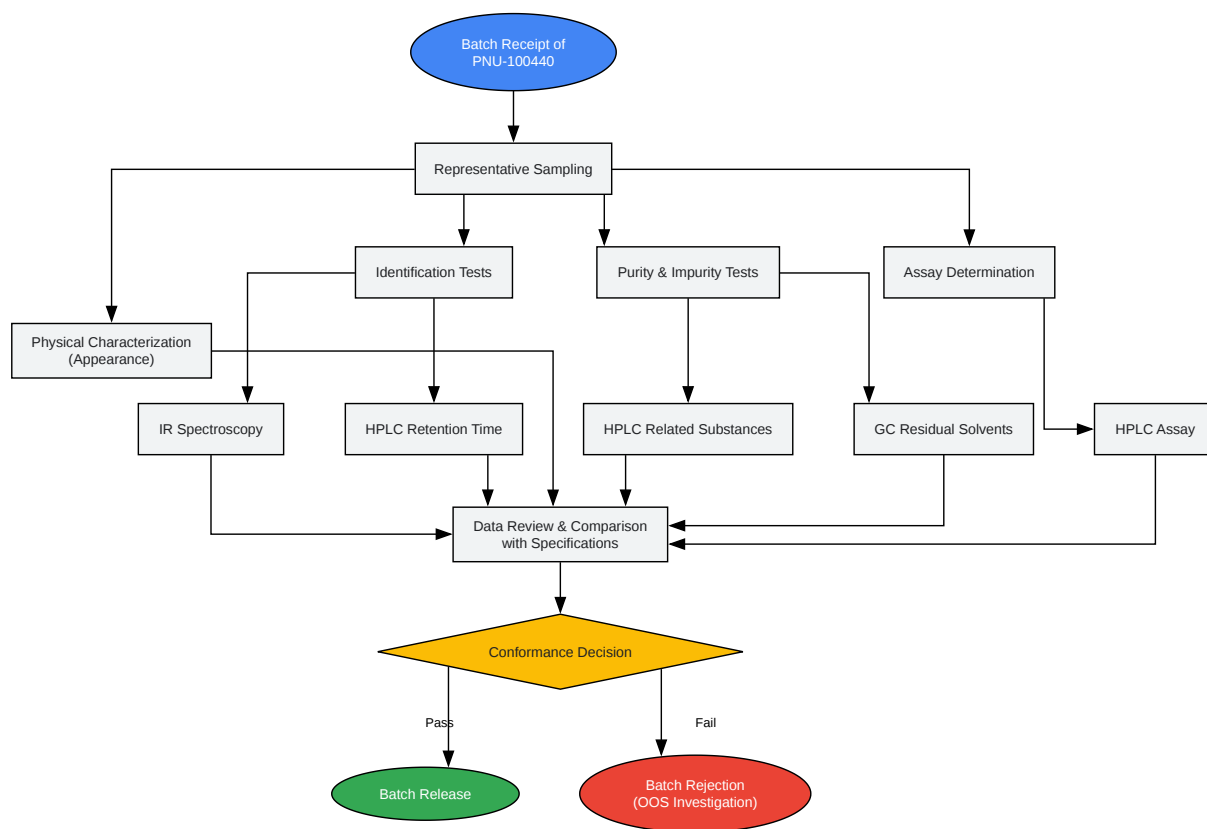 Batch Receipt of
PNU-100440
Representative Sampling
Identification Tests
Purity & Impurity Tests
Assay Determination
Physical Characterization
(Appearance)
IR Spectroscopy
HPLC Retention Time
HPLC Related Substances
GC Residual Solvents
HPLC Assay
Data Review & Comparison
with Specifications
Conformance Decision
Pass
Fail
Batch Release
Batch Rejection
(OOS Investigation)